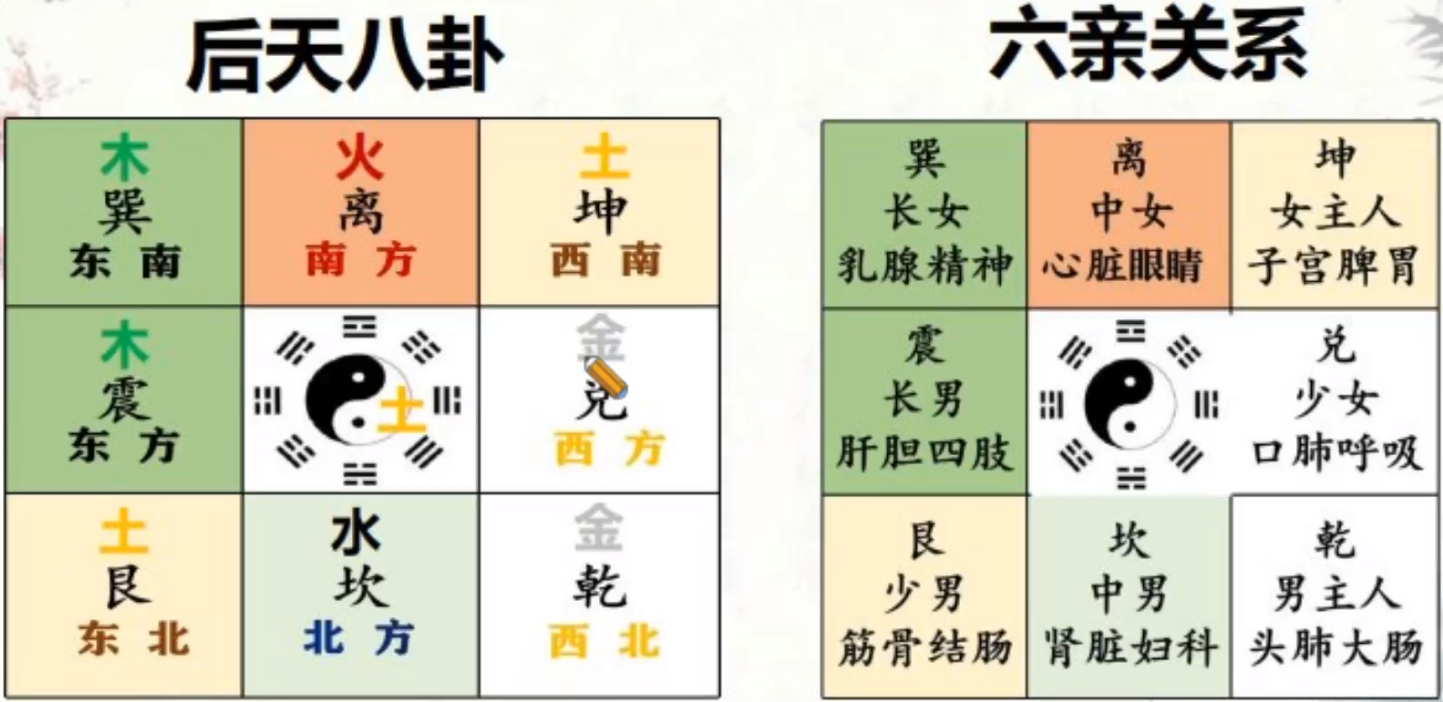 后天八卦
木
巽
东南
火
离
南方
土
坤
西南
木
震
东方
土
金
兑
西方
土
艮
东北
水
坎
北方
金
乾
西北
六亲关系
巽
长女
乳腺精神
离
中女
心脏眼睛
坤
女主人
子宫脾胃
震
长男
肝胆四肢
兑
少女
口肺呼吸
艮
少男
筋骨结肠
坎
中男
肾脏妇科
乾
男主人
头肺大肠